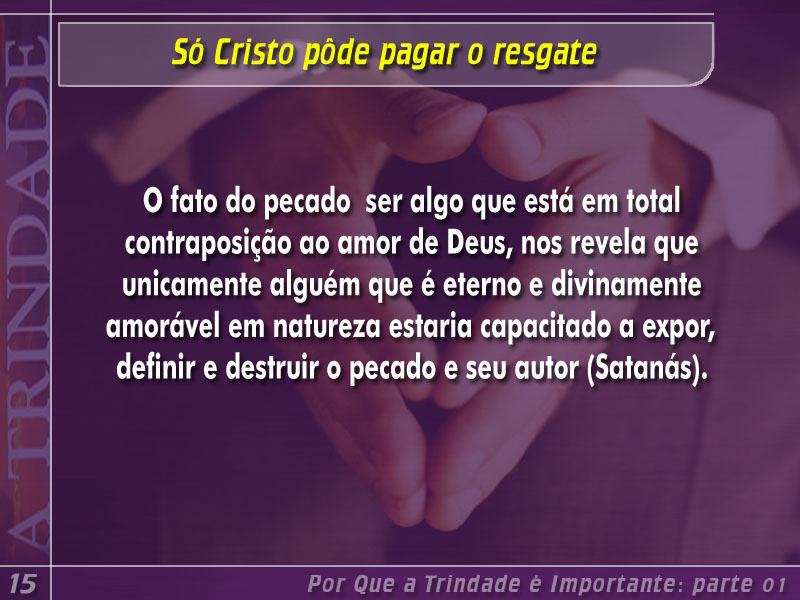 Só Cristo pôde pagar o resgate
O fato do pecado ser algo que está em total
contraposição ao amor de Deus, nos revela que
unicamente alguém que é eterno e divinamente
amorável em natureza estaria capacitado a expor,
definir e destruir o pecado e seu autor (Satanás).
A TRINDADE
15
Por Que a Trindade é Importante: parte 01